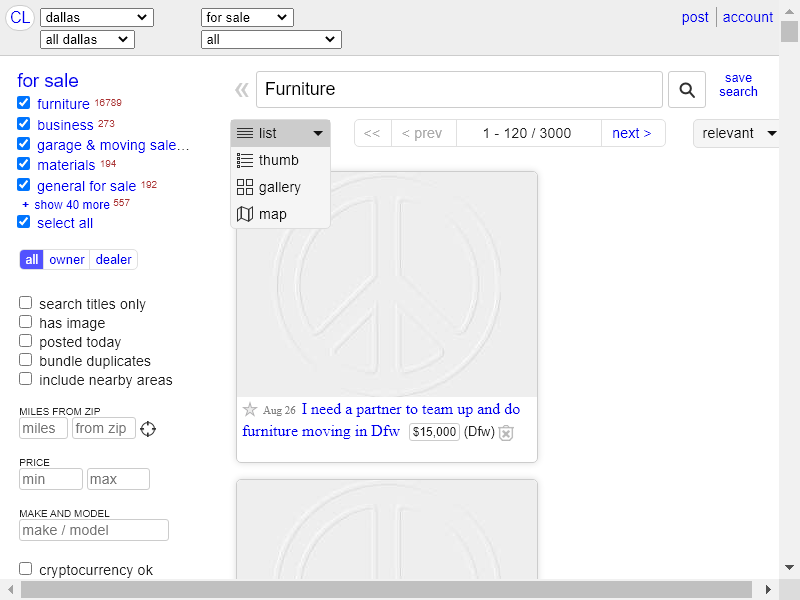 CL
dallas
for sale
post
account
all dallas
all
for sale
furniture 16789
business 273
garage & moving sale...
materials 194
general for sale 192
+ show 40 more 557
select all
all
owner
dealer
search titles only
has image
posted today
bundle duplicates
include nearby areas
MILES FROM ZIP
miles
from zip
PRICE
min
max
MAKE AND MODEL
make / model
cryptocurrency ok
«
Furniture
save
search
list
<<
< prev
1 - 120 / 3000
next >
relevant
thumb
gallery
map
Aug 26 I need a partner to team up and do
furniture moving in Dfw $15,000 (Dfw)